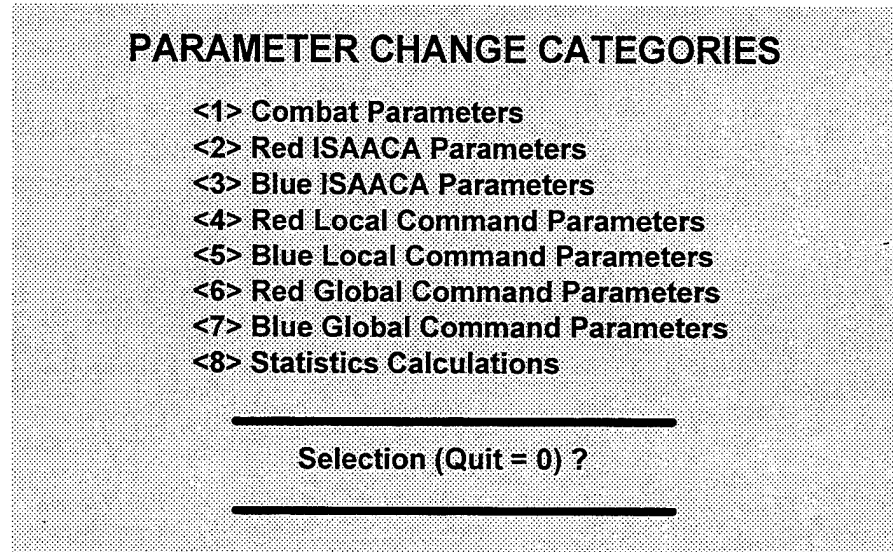 PARAMETER CHANGE CATEGORIES
<1> Combat Parameters
<2> Red ISAACA Parameters
<3> Blue ISAACA Parameters
<4> Red Local Command Parameters
<5> Blue Local Command Parameters
<6> Red Global Command Parameters
<7> Blue Global Command Parameters
<8> Statistics Calculations
Selection (Quit = 0) ?